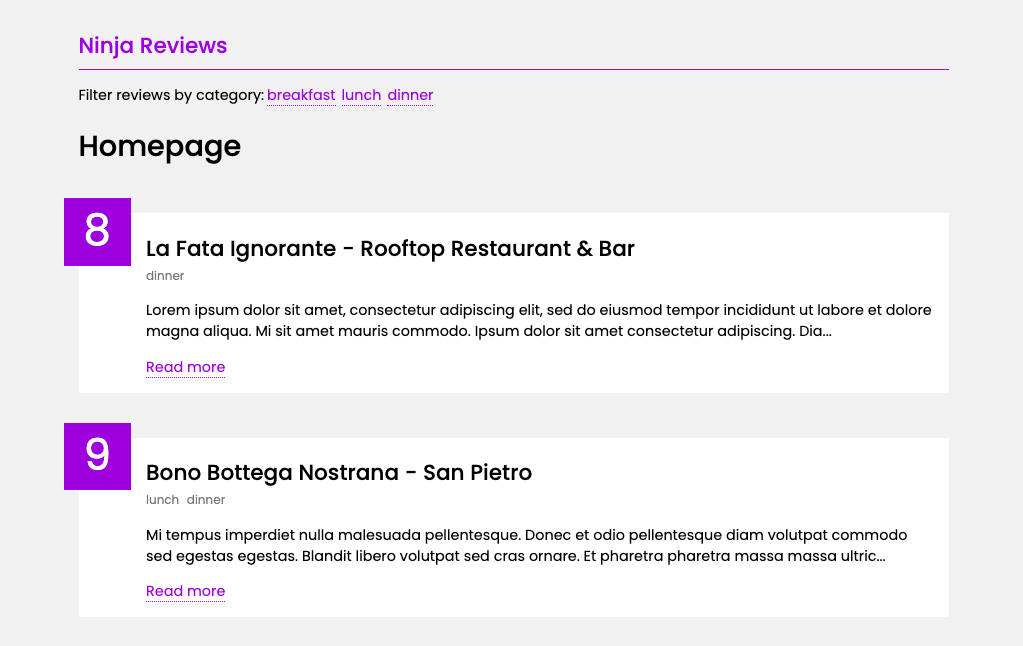 Ninja Reviews
Filter reviews by category: breakfast lunch dinner
Homepage
8
La Fata Ignorante - Rooftop Restaurant & Bar
dinner
Lorem ipsum dolor sit amet, consectetur adipiscing elit, sed do eiusmod tempor incididunt ut labore et dolore
magna aliqua. Mi sit amet mauris commodo. Ipsum dolor sit amet consectetur adipiscing. Dia...
Read more
9
Bono Bottega Nostrana - San Pietro
lunch dinner
Mi tempus imperdiet nulla malesuada pellentesque. Donec et odio pellentesque diam volutpat commodo
sed egestas egestas. Blandit libero volutpat sed cras ornare. Et pharetra pharetra massa massa ultric...
Read more